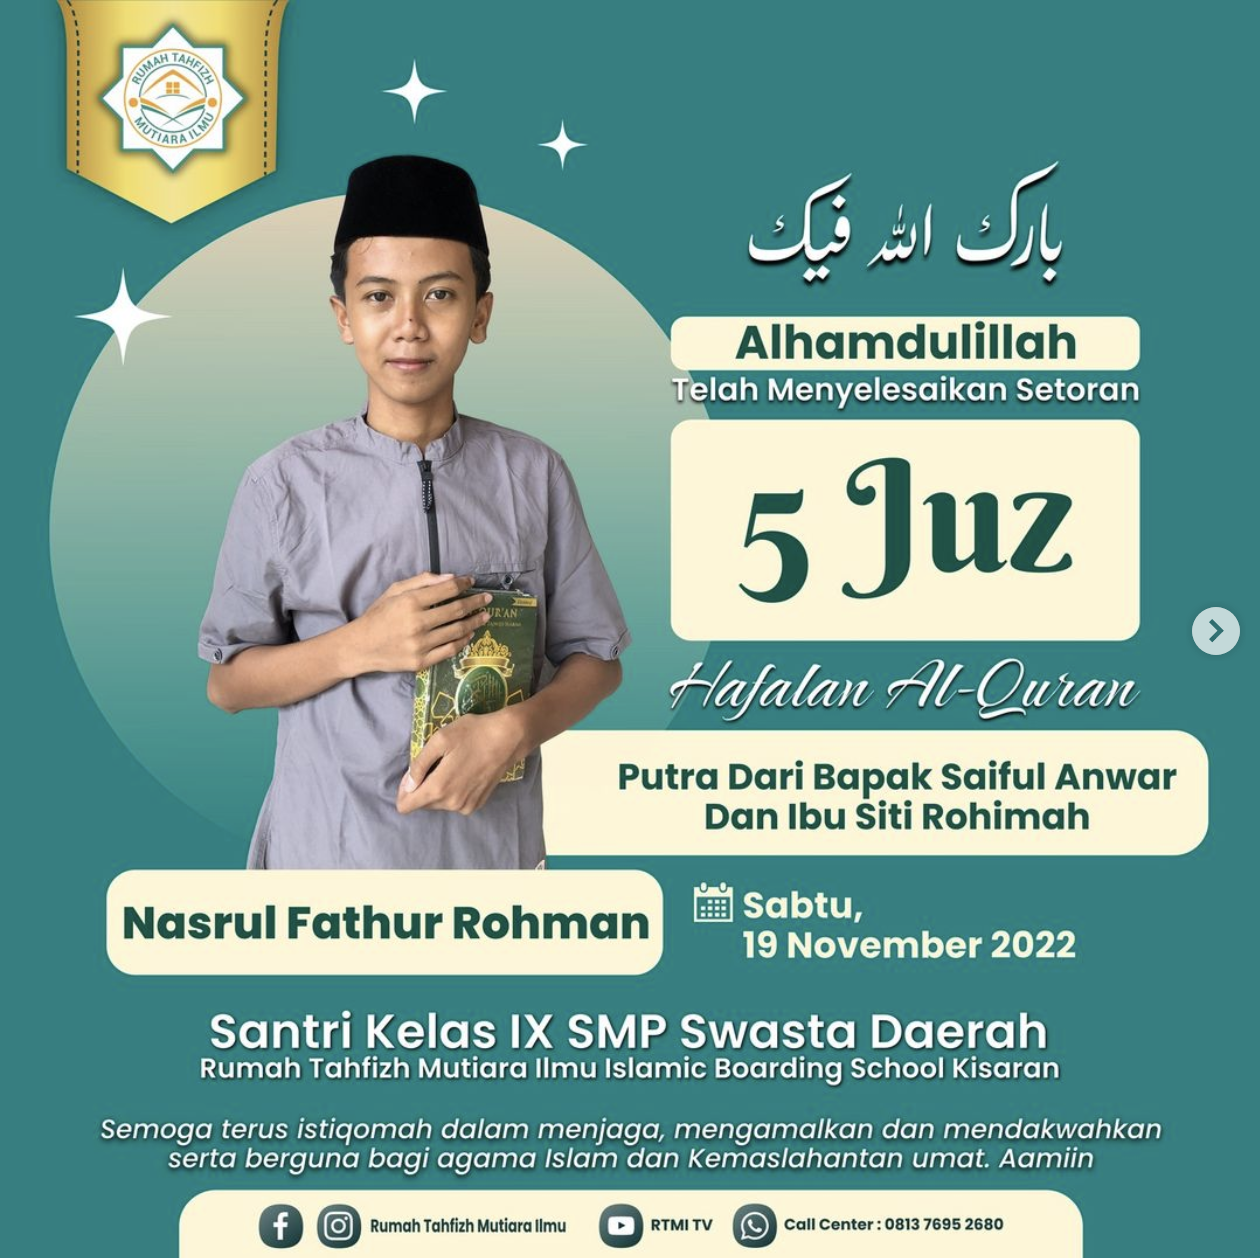 RUMAH TAHFIZH
MUTIARA ILMU
بارك الله فيك
Alhamdulillah
Telah Menyelesaikan Setoran
5 Juz
Hafalan Al-Quran
QUR'AN
Putra Dari Bapak Saiful Anwar
Dan Ibu Siti Rohimah
Nasrul Fathur Rohman
Sabtu,
19 November 2022
Santri Kelas IX SMP Swasta Daerah
Rumah Tahfizh Mutiara Ilmu Islamic Boarding School Kisaran
Semoga terus istiqomah dalam menjaga, mengamalkan dan mendakwahkan
serta berguna bagi agama Islam dan Kemaslahantan umat. Aamiin
Rumah Tahfizh Mutiara Ilmu RTMI TV Call Center : 0813 7695 2680